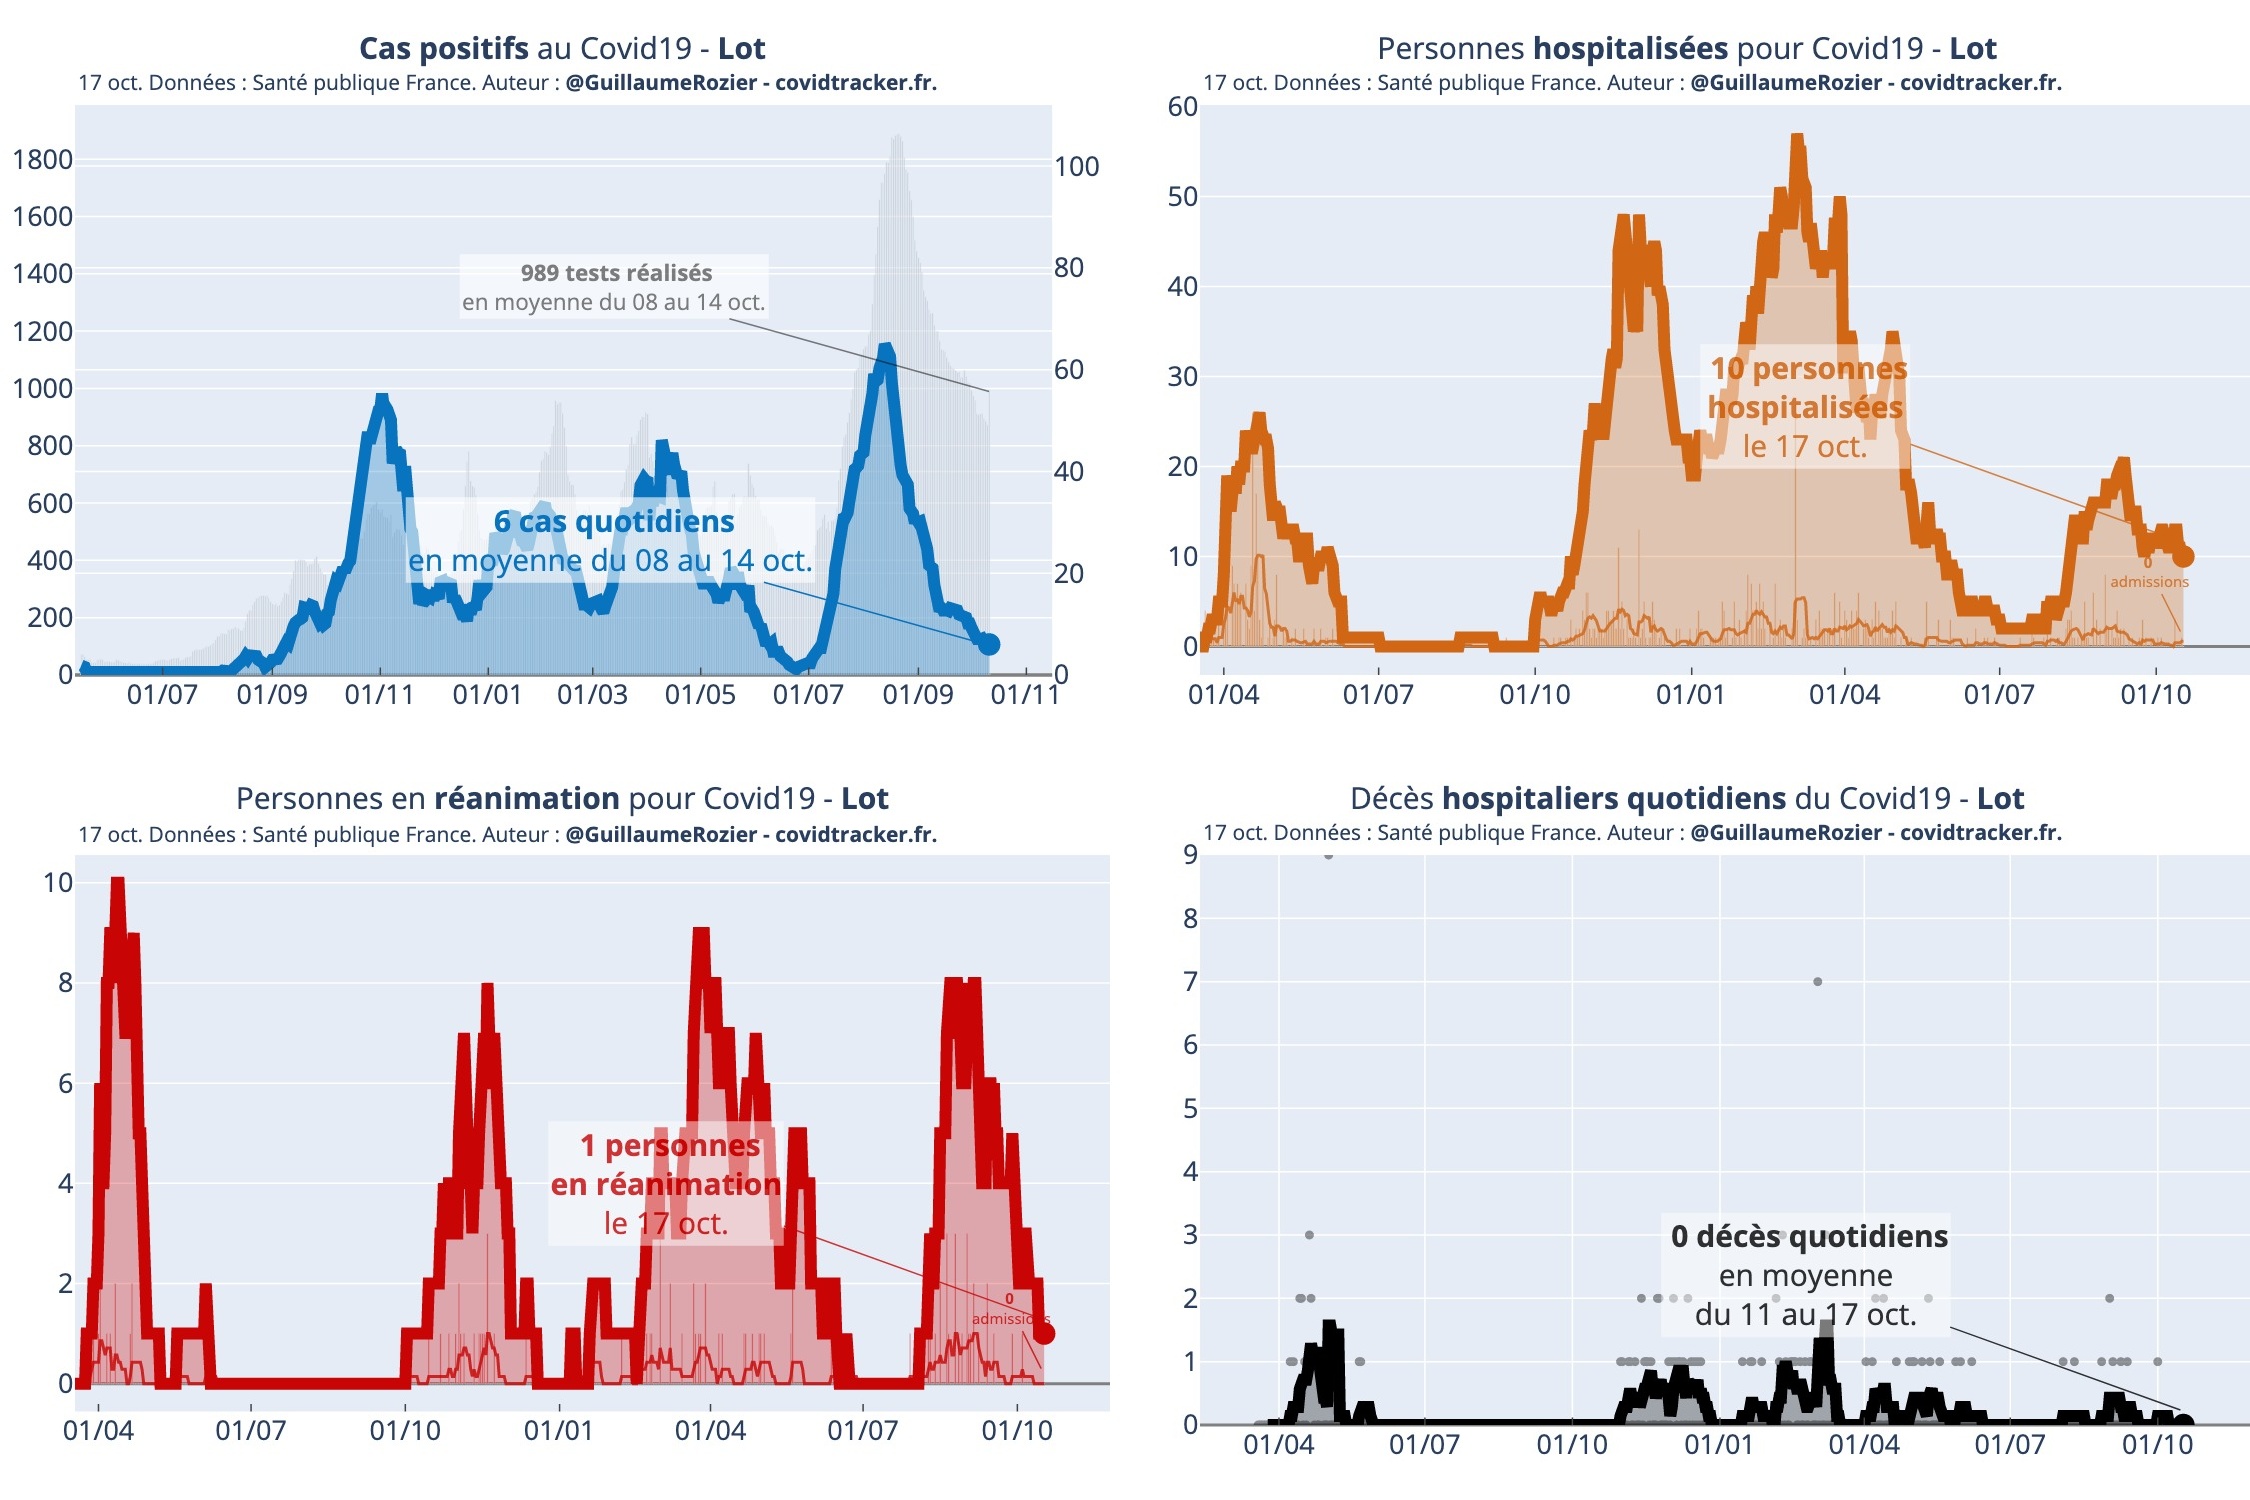 Cas positifs au Covid19 - Lot
17 oct. Données : Santé publique France. Auteur : @GuillaumeRozier - covidtracker.fr.
1800
1600
1400
1200
1000
800
600
400
200
0
100
80
60
40
20
0
989 tests réalisés
en moyenne du 08 au 14 oct.
6 cas quotidiens
en moyenne du 08 au 14 oct.
01/07 01/09 01/11 01/01 01/03 01/05 01/07 01/09 01/11
Personnes hospitalisées pour Covid19 - Lot
17 oct. Données : Santé publique France. Auteur : @GuillaumeRozier - covidtracker.fr.
60
50
40
30
20
10
0
10 personnes
hospitalisées
le 17 oct.
0
admissions
01/04 01/07 01/10 01/01 01/04 01/07 01/10
Personnes en réanimation pour Covid19 - Lot
17 oct. Données : Santé publique France. Auteur : @GuillaumeRozier - covidtracker.fr.
10
8
6
4
2
0
1 personnes
en réanimation
le 17 oct.
0
admissions
01/04 01/07 01/10 01/01 01/04 01/07 01/10
Décès hospitaliers quotidiens du Covid19 - Lot
17 oct. Données : Santé publique France. Auteur : @GuillaumeRozier - covidtracker.fr.
9
8
7
6
5
4
3
2
1
0
0 décès quotidiens
en moyenne
du 11 au 17 oct.
01/04 01/07 01/10 01/01 01/04 01/07 01/10